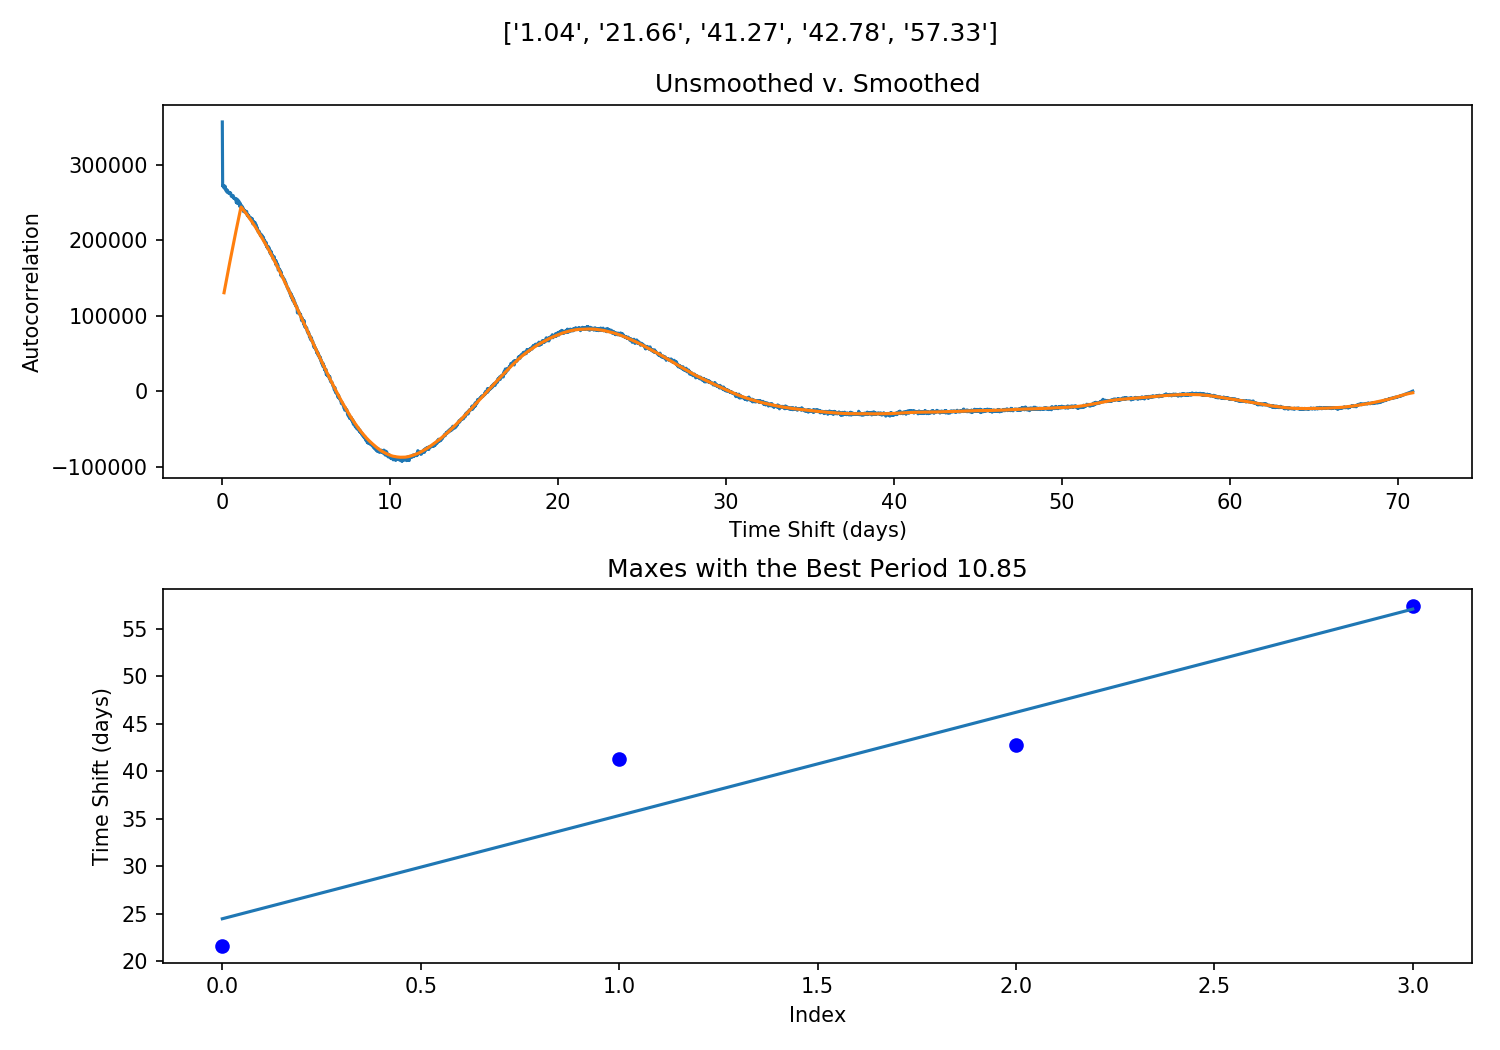 ['1.04', '21.66', '41.27', '42.78', '57.33']
Unsmoothed v. Smoothed
300000
200000
100000
0
−100000
Autocorrelation
0 10 20 30 40 50 60 70
Time Shift (days)
Maxes with the Best Period 10.85
55
50
45
40
35
30
25
20
Time Shift (days)
0.0 0.5 1.0 1.5 2.0 2.5 3.0
Index